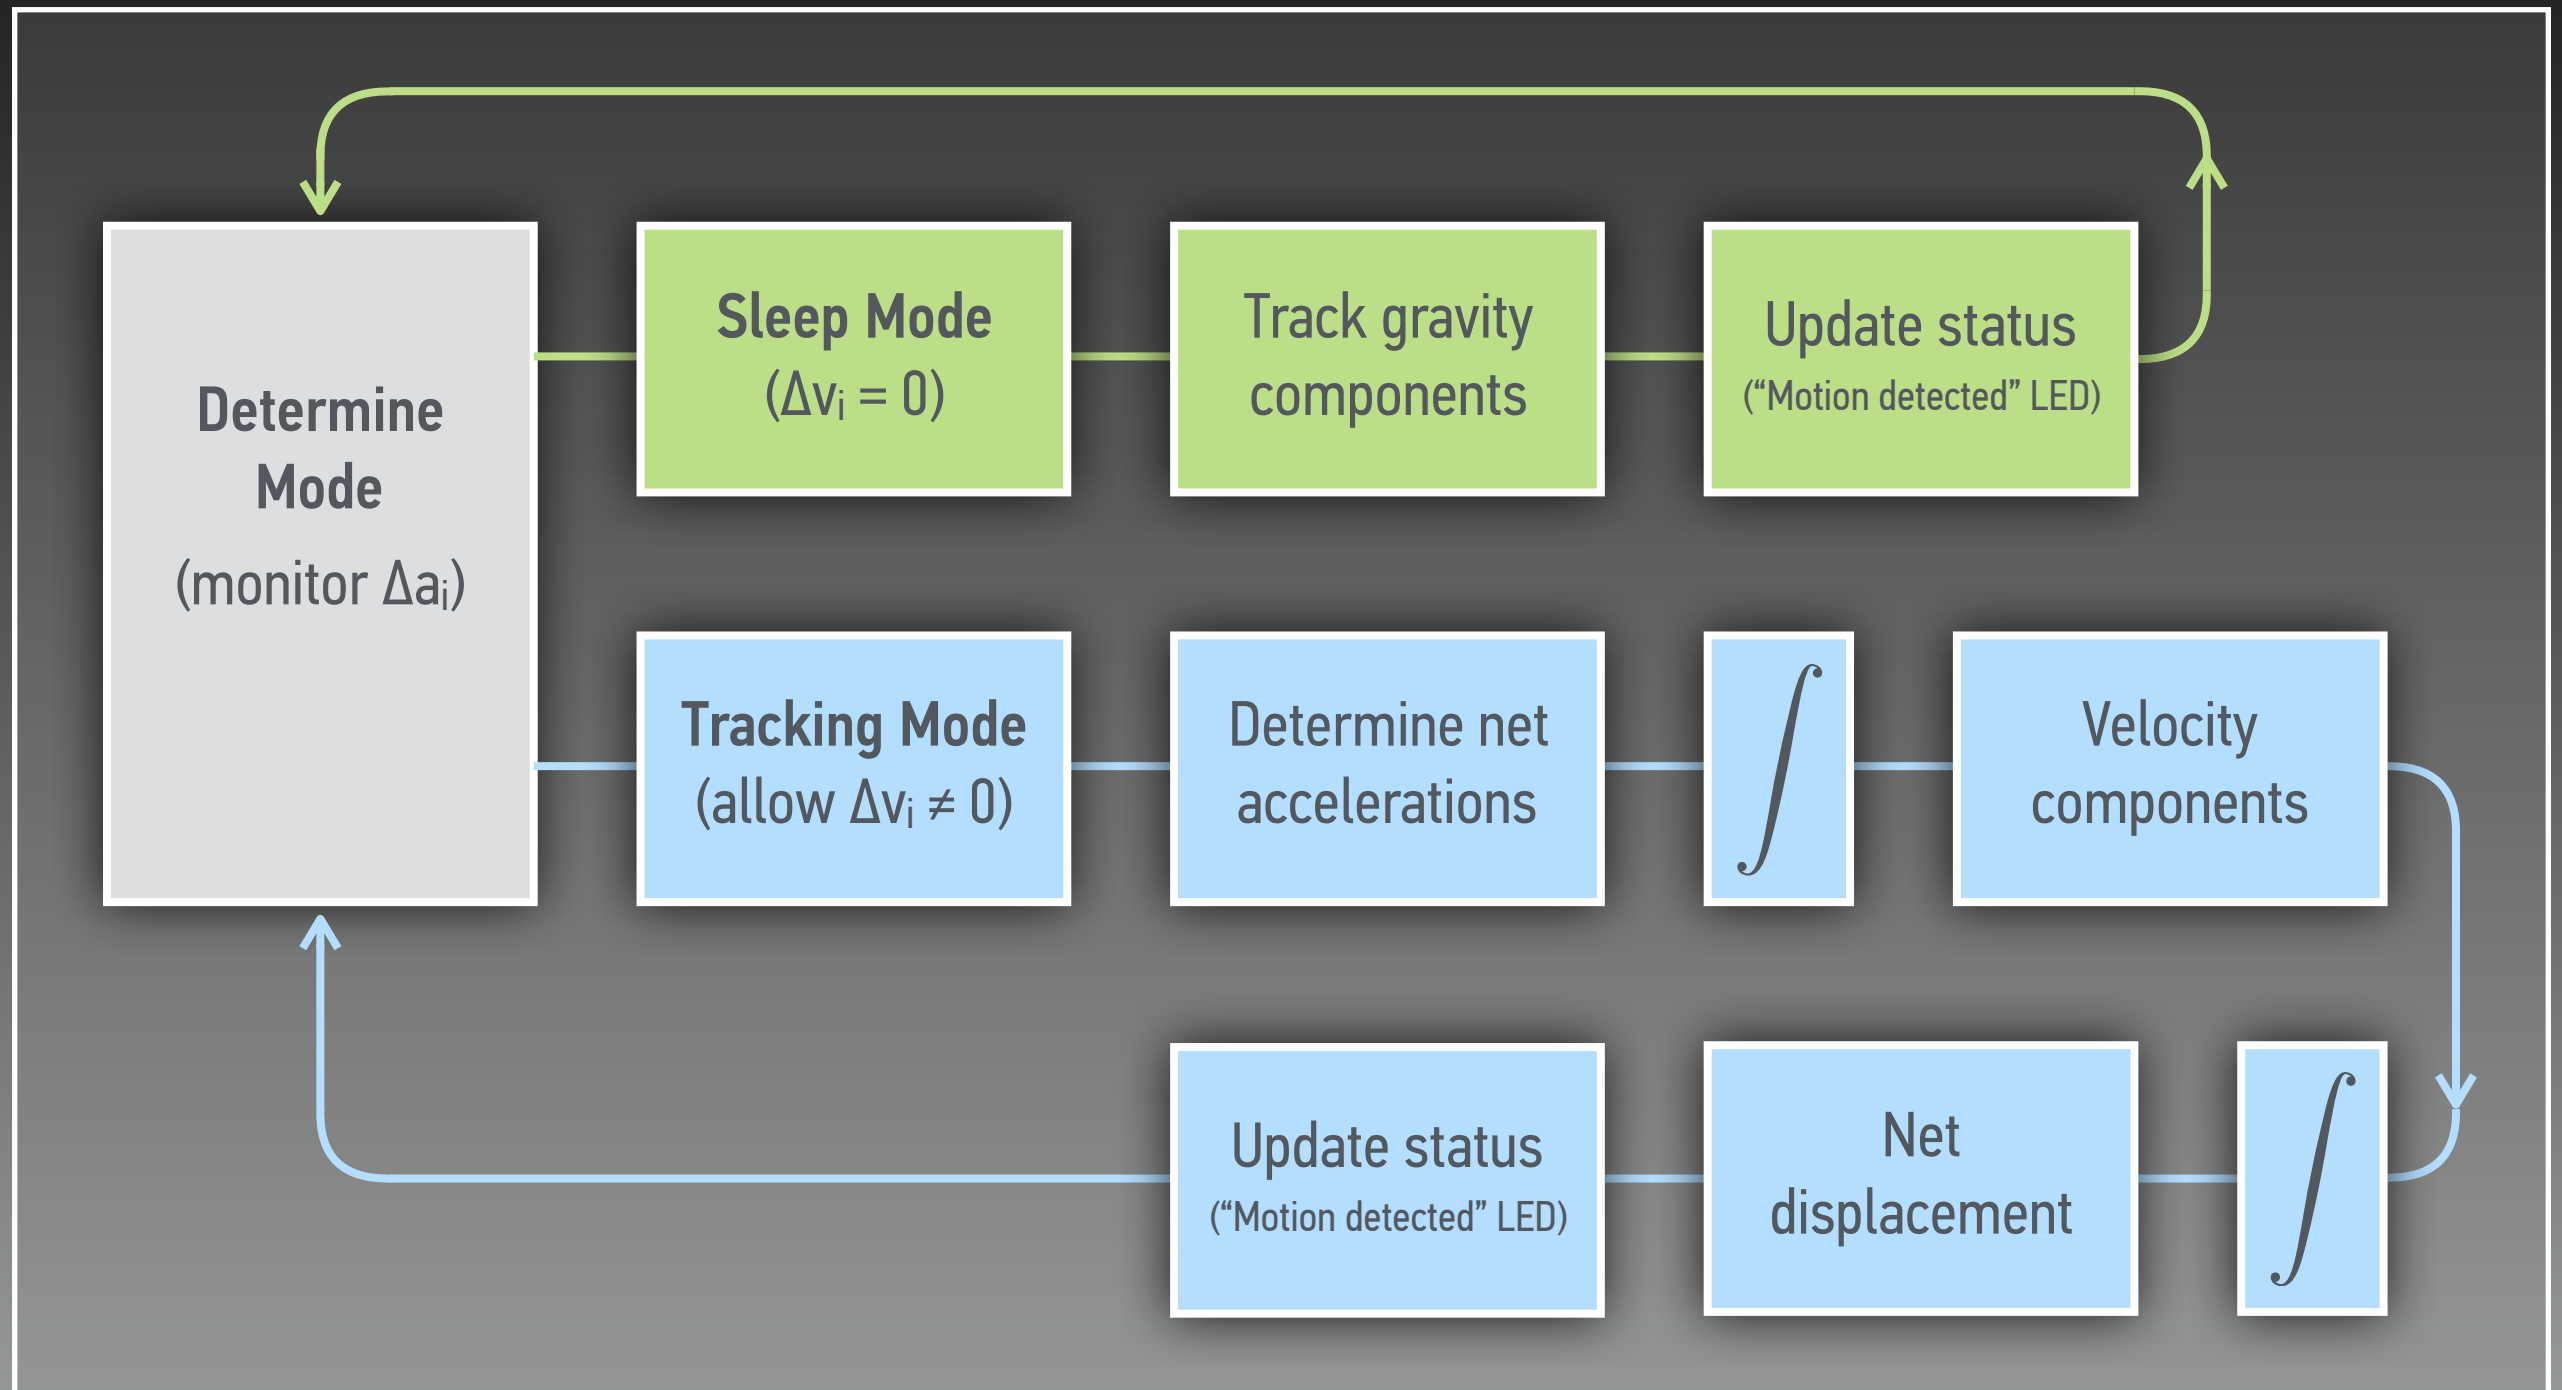 Determine
Mode
(monitor Δaᵢ)
Sleep Mode
(Δvᵢ = 0)
Track gravity
components
Update status
(“Motion detected” LED)
Tracking Mode
(allow Δvᵢ ≠ 0)
Determine net
accelerations
∫
Velocity
components
∫
Net
displacement
Update status
(“Motion detected” LED)